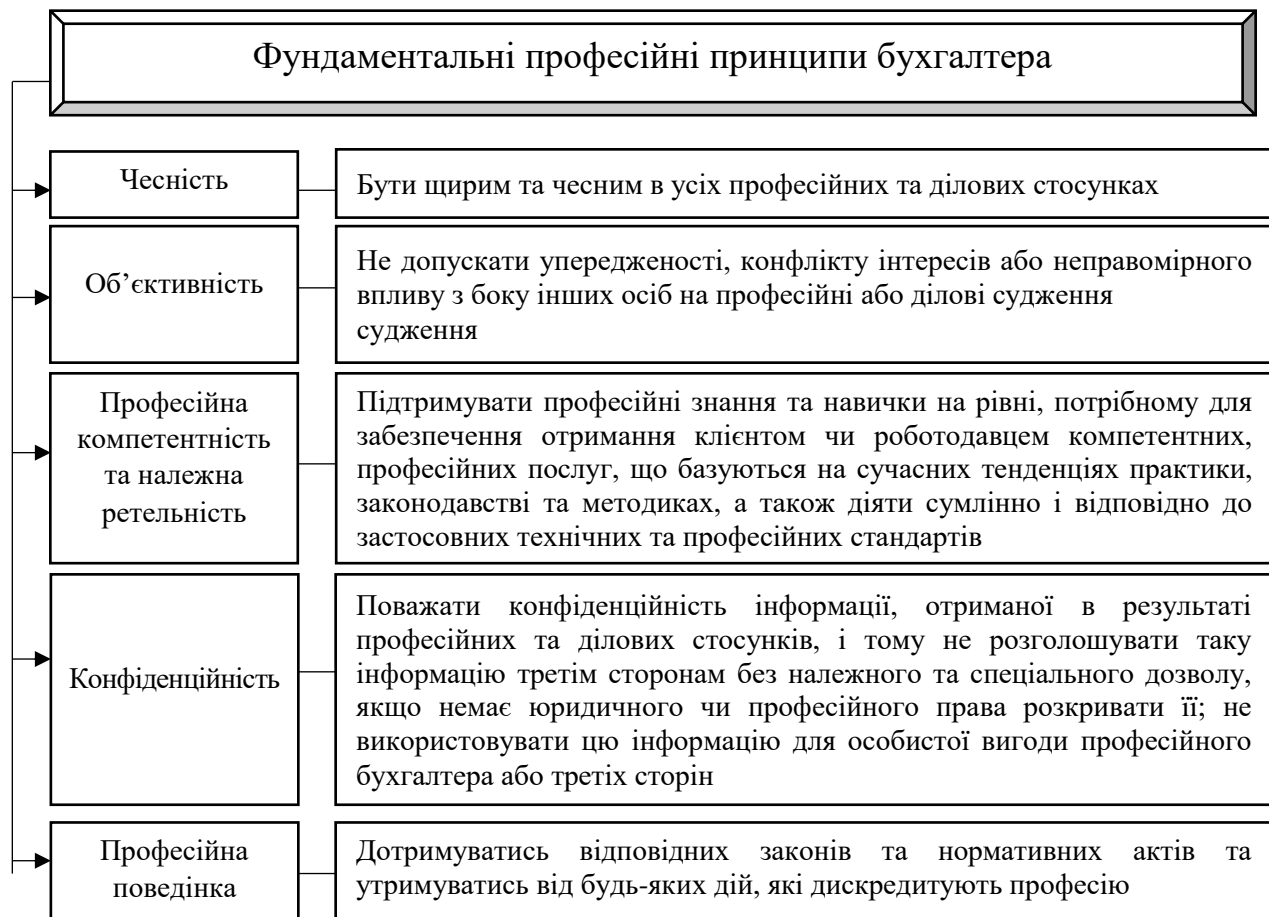 Фундаментальні професійні принципи бухгалтера
Чесність
Бути щирим та чесним в усіх професійних та ділових стосунках
Об’єктивність
Не допускати упередженості, конфлікту інтересів або неправомірного
впливу з боку інших осіб на професійні або ділові судження
судження
Професійна
компетентність
та належна
ретельність
Підтримувати професійні знання та навички на рівні, потрібному для
забезпечення отримання клієнтом чи роботодавцем компетентних,
професійних послуг, що базуються на сучасних тенденціях практики,
законодавстві та методиках, а також діяти сумлінно і відповідно до
застосовних технічних та професійних стандартів
Конфіденційність
Поважати конфіденційність інформації, отриманої в результаті
професійних та ділових стосунків, і тому не розголошувати таку
інформацію третім сторонам без належного та спеціального дозволу,
якщо немає юридичного чи професійного права розкривати її; не
використовувати цю інформацію для особистої вигоди професійного
бухгалтера або третіх сторін
Професійна
поведінка
Дотримуватись відповідних законів та нормативних актів та
утримуватись від будь-яких дій, які дискредитують професію